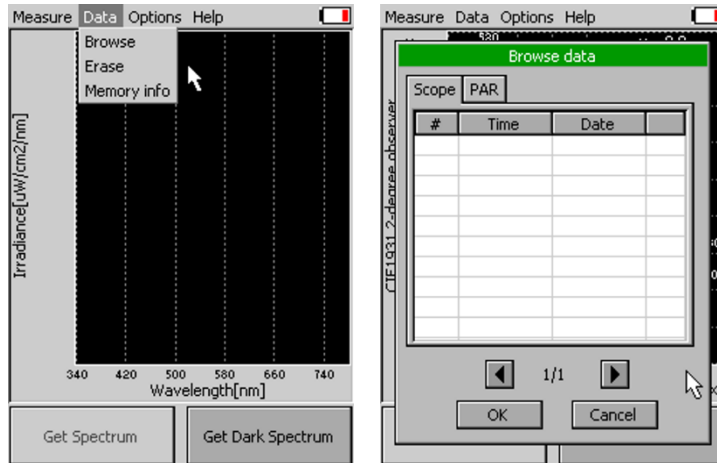 Measure Data Options Help
Browse
Erase
Memory info
Irradiance[uW/cm2/nm]
340 420 500 580 660 740
Wavelength[nm]
Get Spectrum Get Dark Spectrum
Measure Data Options Help
520
Browse data
Scope PAR
# Time Date
CIE1931 2-degree observer
1/1
OK Cancel